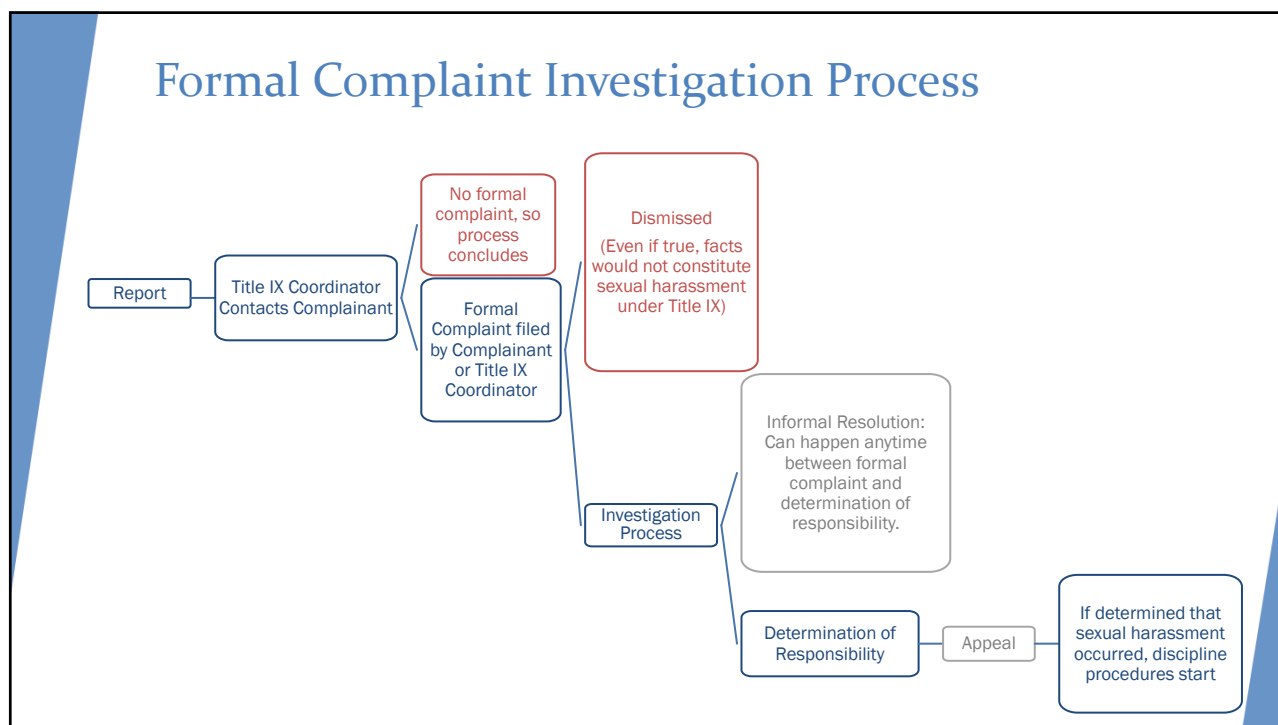 Formal Complaint Investigation Process
Report
Title IX Coordinator
Contacts Complainant
No formal
complaint, so
process
concludes
Formal
Complaint filed
by Complainant
or Title IX
Coordinator
Dismissed
(Even if true, facts
would not constitute
sexual harassment
under Title IX)
Investigation
Process
Informal Resolution:
Can happen anytime
between formal
complaint and
determination of
responsibility.
Determination of
Responsibility
Appeal
If determined that
sexual harassment
occurred, discipline
procedures start